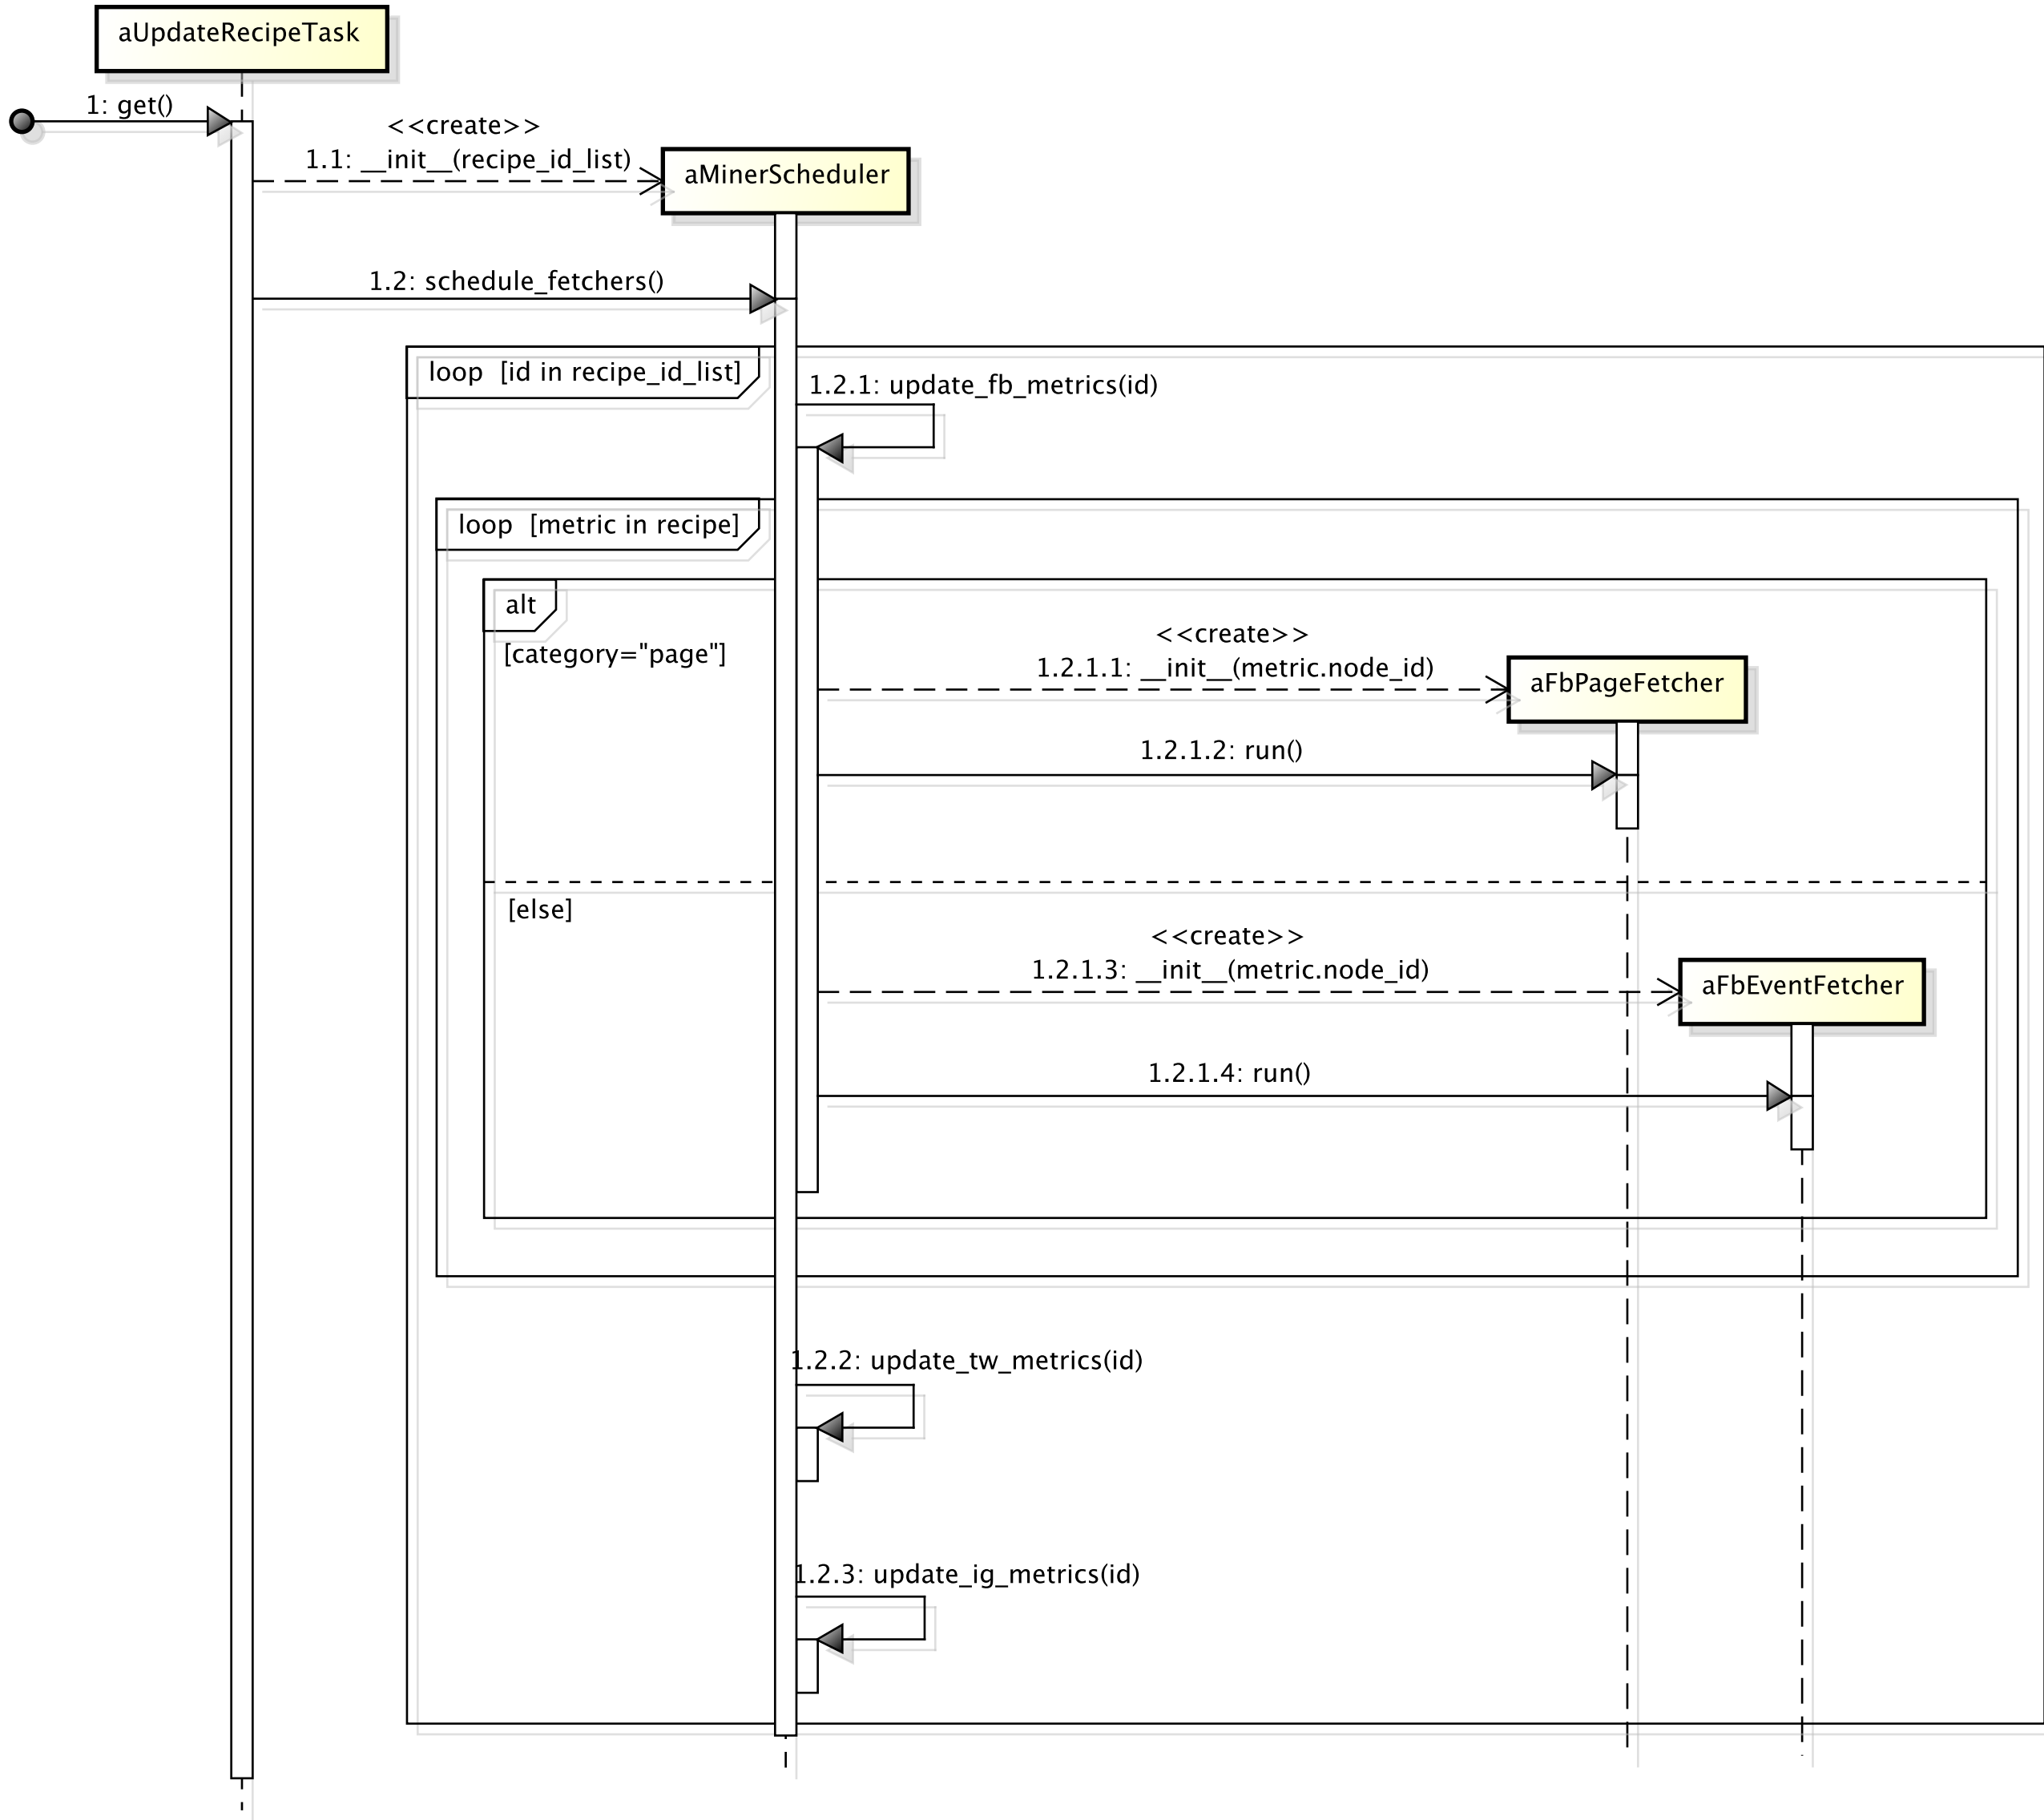 aUpdateRecipeTask
1: get()
<<create>>
1.1: __init__(recipe_id_list)
aMinerScheduler
1.2: schedule_fetchers()
loop [id in recipe_id_list]
1.2.1: update_fb_metrics(id)
loop [metric in recipe]
alt
[category="page"]
<<create>>
1.2.1.1: __init__(metric.node_id)
aFbPageFetcher
1.2.1.2: run()
[else]
<<create>>
1.2.1.3: __init__(metric.node_id)
aFbEventFetcher
1.2.1.4: run()
1.2.2: update_tw_metrics(id)
1.2.3: update_ig_metrics(id)